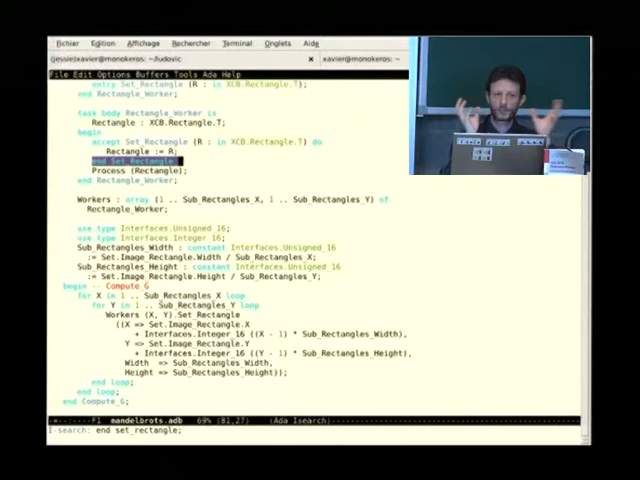 Fichier Edition Affichage Rechercher Terminal Onglets Aide
(jessie)xavier@monokeros: ~/ludovic × xavier@monokeros: ~
File Edit Options Buffers Tools Ada Help
entry Set_Rectangle (R : in XCB.Rectangle.T);
end Rectangle_Worker;
task body Rectangle_Worker is
Rectangle : XCB.Rectangle.T;
begin
accept Set_Rectangle (R : in XCB.Rectangle.T) do
Rectangle := R;
end Set_Rectangle;
Process (Rectangle);
end Rectangle_Worker;
Workers : array (1 .. Sub_Rectangles_X, 1 .. Sub_Rectangles_Y) of
Rectangle_Worker;
use type Interfaces.Unsigned_16;
use type Interfaces.Integer_16;
Sub_Rectangles_Width : constant Interfaces.Unsigned_16
:= Set.Image_Rectangle.Width / Sub_Rectangles_X;
Sub_Rectangles_Height : constant Interfaces.Unsigned_16
:= Set.Image_Rectangle.Height / Sub_Rectangles_Y;
begin -- Compute_G
for X in 1 .. Sub_Rectangles_X loop
for Y in 1 .. Sub_Rectangles_Y loop
Workers (X, Y).Set_Rectangle
((X => Set.Image_Rectangle.X
+ Interfaces.Integer_16 ((X - 1) * Sub_Rectangles_Width),
Y => Set.Image_Rectangle.Y
+ Interfaces.Integer_16 ((Y - 1) * Sub_Rectangles_Height),
Width => Sub_Rectangles_Width,
Height => Sub_Rectangles_Height));
end loop;
end loop;
end Compute_G;
F1 mandelbrots.adb 69% (81,27) (Ada Isearch)
I-search: end set_rectangle;